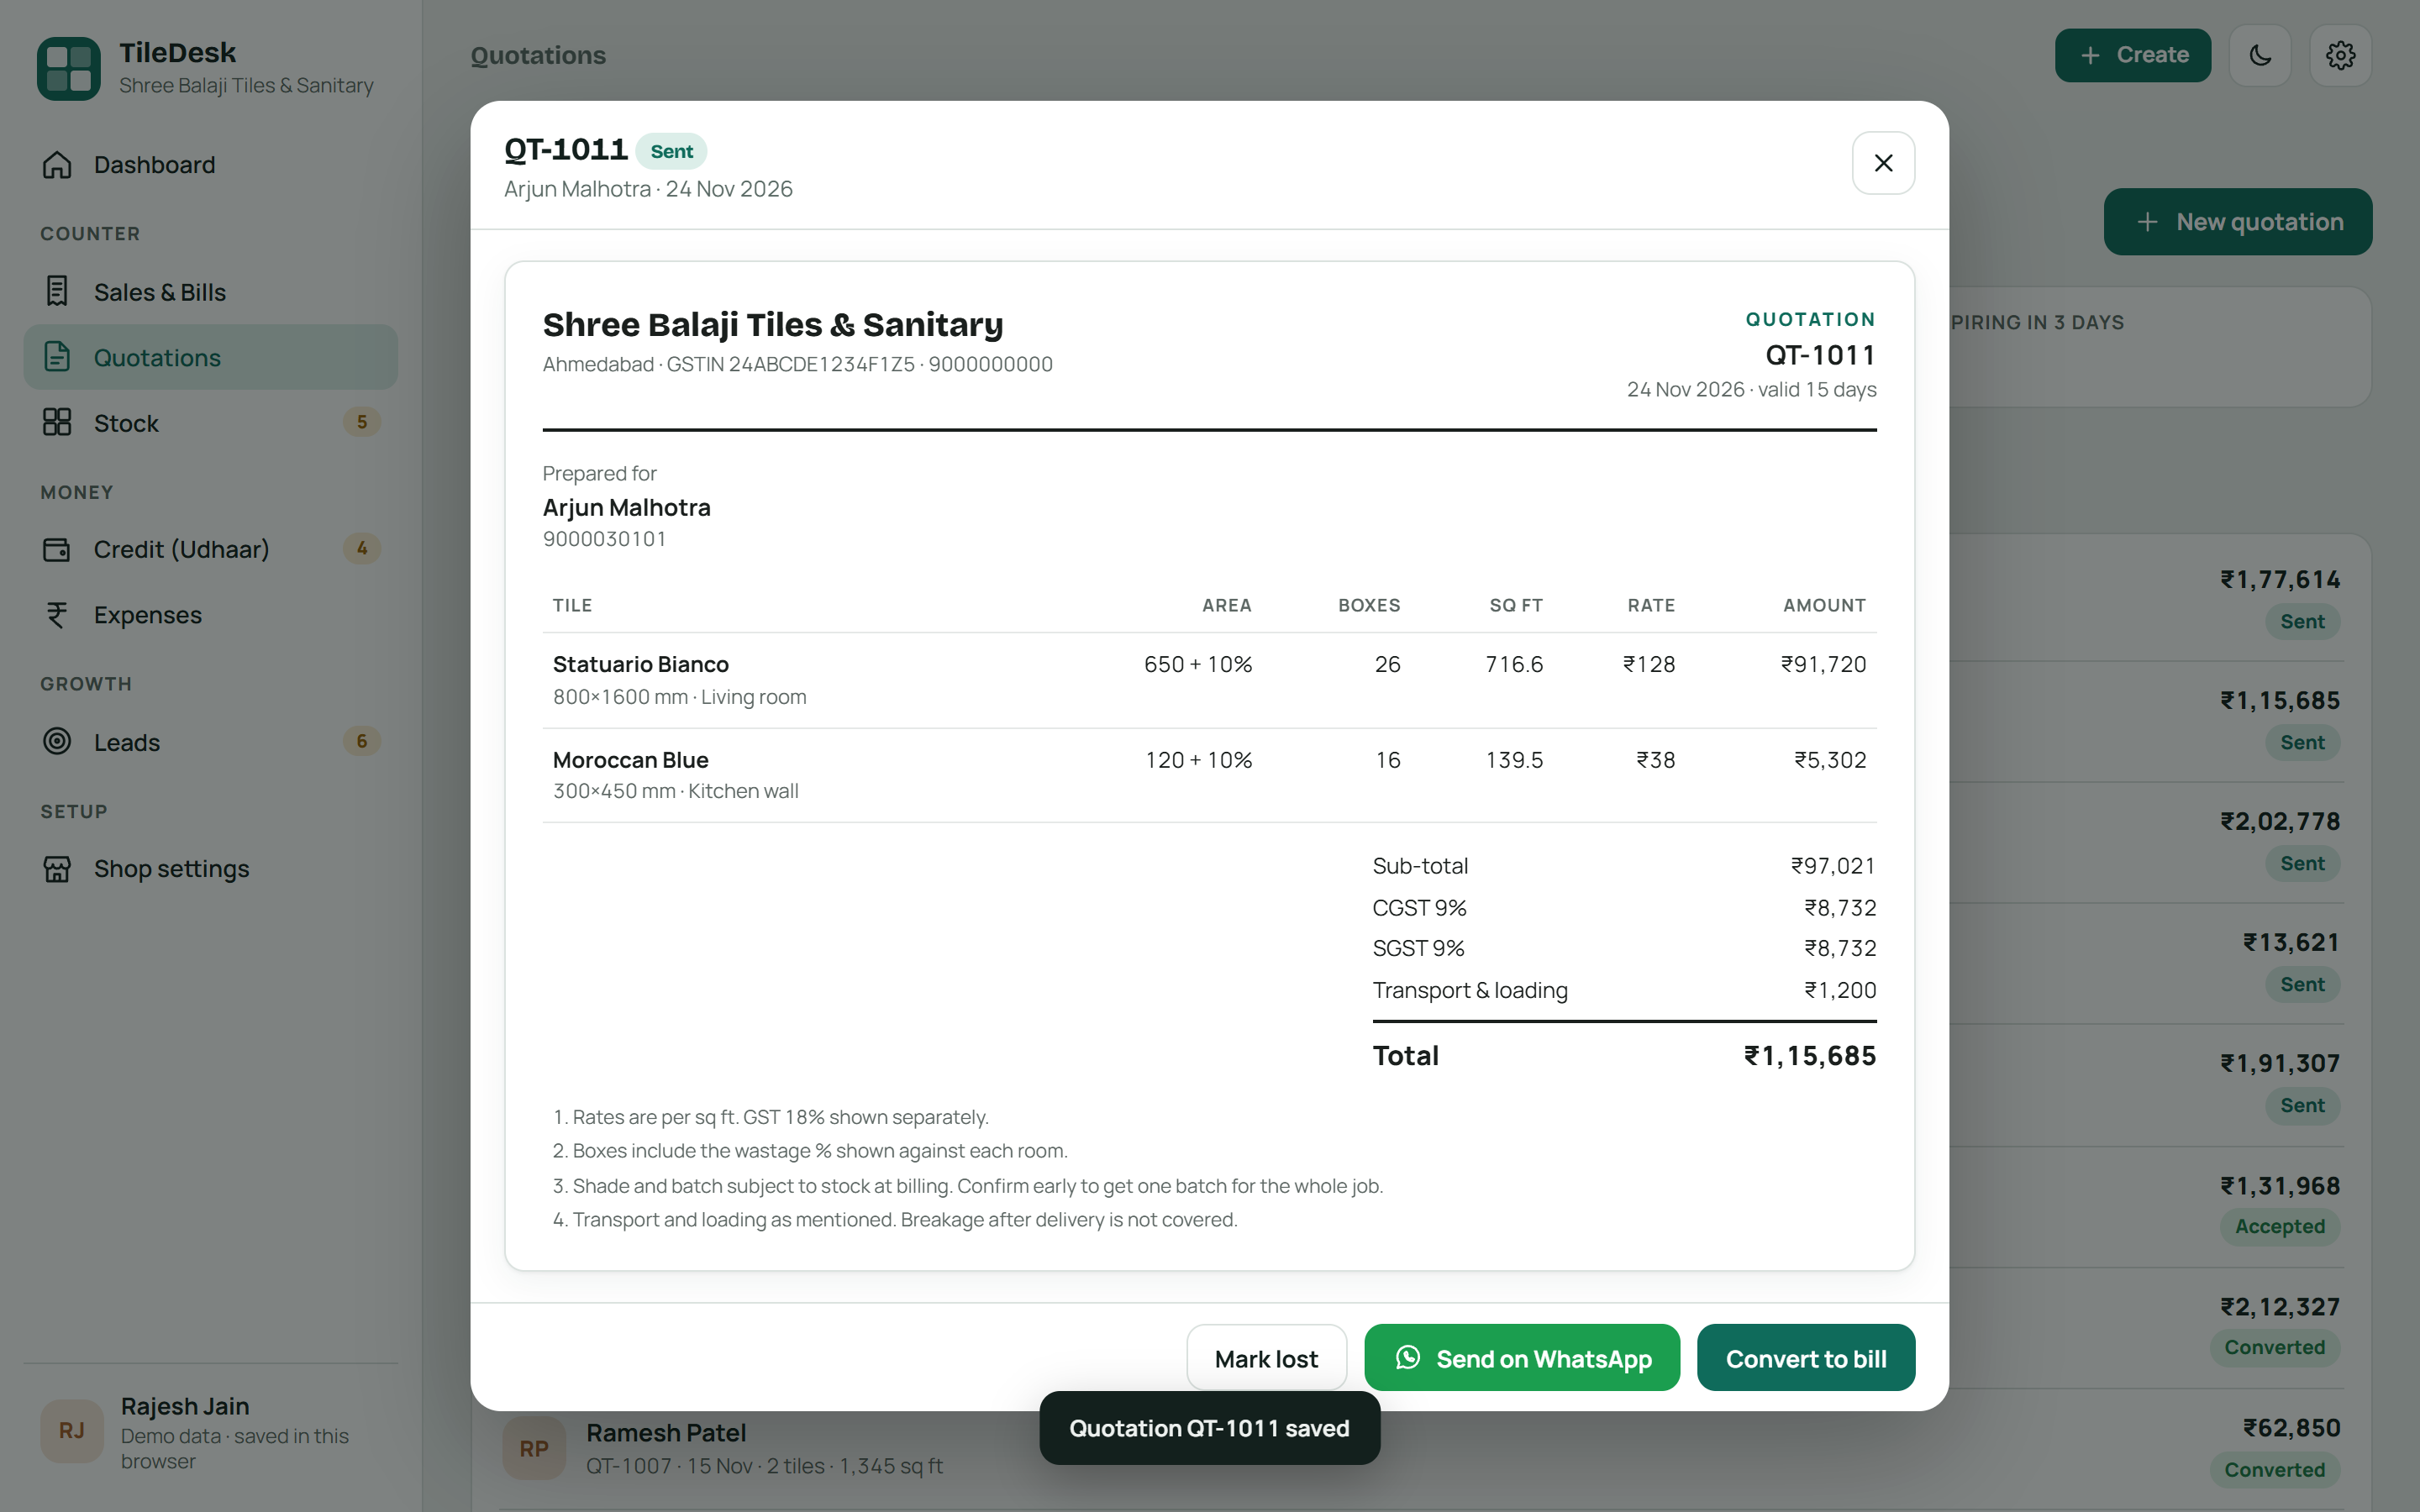 TileDesk
Shree Balaji Tiles & Sanitary
Dashboard
COUNTER
Sales & Bills
Quotations
Stock
5
MONEY
Credit (Udhaar)
4
Expenses
GROWTH
Leads
6
SETUP
Shop settings
RJ
Rajesh Jain
Demo data · saved in this
browser
Quotations
Create
New quotation
PIRING IN 3 DAYS
QT-1011 Sent
Arjun Malhotra · 24 Nov 2026
Shree Balaji Tiles & Sanitary
Ahmedabad · GSTIN 24ABCDE1234F1Z5 · 9000000000
QUOTATION
QT-1011
24 Nov 2026 · valid 15 days
Prepared for
Arjun Malhotra
9000030101
TILE AREA BOXES SQ FT RATE AMOUNT
Statuario Bianco 650 + 10% 26 716.6 ₹128 ₹91,720
800×1600 mm · Living room
Moroccan Blue 120 + 10% 16 139.5 ₹38 ₹5,302
300×450 mm · Kitchen wall
Sub-total ₹97,021
CGST 9% ₹8,732
SGST 9% ₹8,732
Transport & loading ₹1,200
Total ₹1,15,685
1. Rates are per sq ft. GST 18% shown separately.
2. Boxes include the wastage % shown against each room.
3. Shade and batch subject to stock at billing. Confirm early to get one batch for the whole job.
4. Transport and loading as mentioned. Breakage after delivery is not covered.
Mark lost
Send on WhatsApp
Convert to bill
Quotation QT-1011 saved
₹1,77,614
Sent
₹1,15,685
Sent
₹2,02,778
Sent
₹13,621
Sent
₹1,91,307
Sent
₹1,31,968
Accepted
₹2,12,327
Converted
RP
Ramesh Patel
QT-1007 · 15 Nov · 2 tiles · 1,345 sq ft
₹62,850
Converted